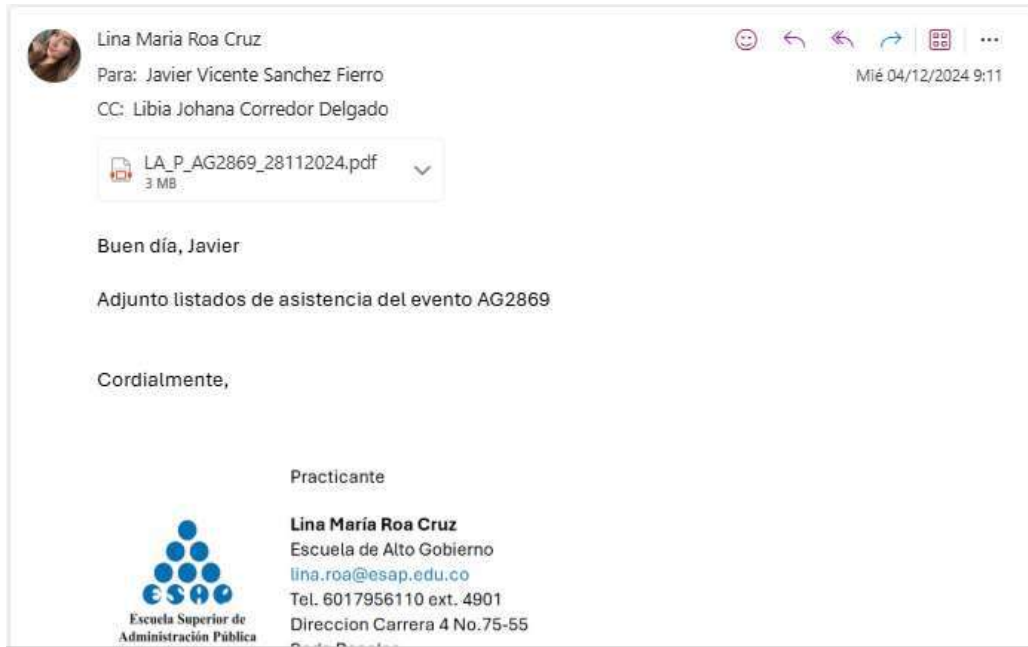 Lina Maria Roa Cruz
Para: Javier Vicente Sanchez Fierro
Mié 04/12/2024 9:11
CC: Libia Johana Corredor Delgado
LA_P_AG2869_28112024.pdf
3 MB
Buen día, Javier
Adjunto listados de asistencia del evento AG2869
Cordialmente,
Practicante
Lina María Roa Cruz
Escuela de Alto Gobierno
lina.roa@esap.edu.co
Tel. 6017956110 ext. 4901
Direccion Carrera 4 No.75-55
ESAP
Escuela Superior de
Administración Pública